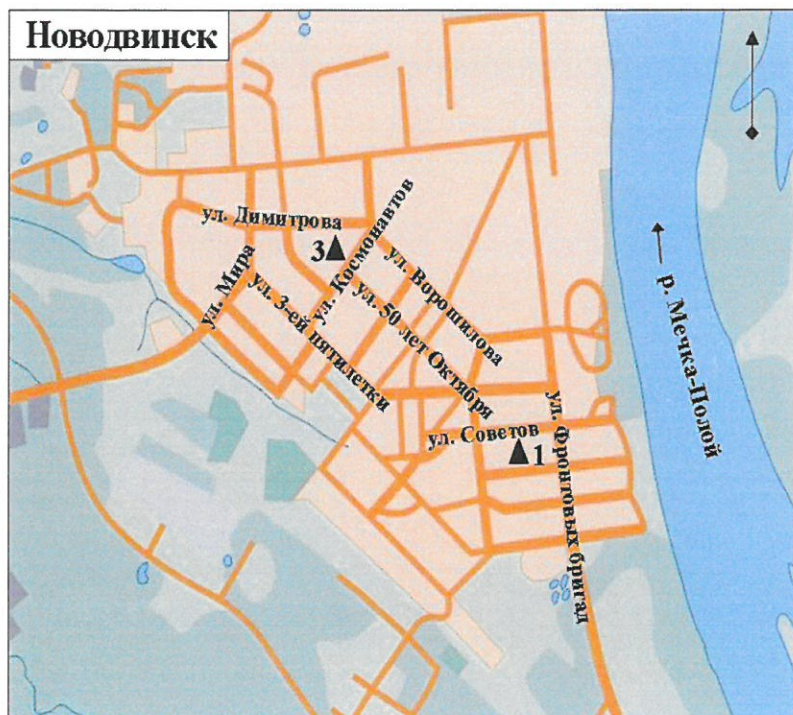 Новодвинск
ул. Димитрова
3
ул. Космонавтов
ул. Мира
ул. Ворошилова
ул. 3-ей пятилетки
ул. 50 лет Октября
р. Мечка-Полой
ул. Советов
1
ул. Фронтовых бригад